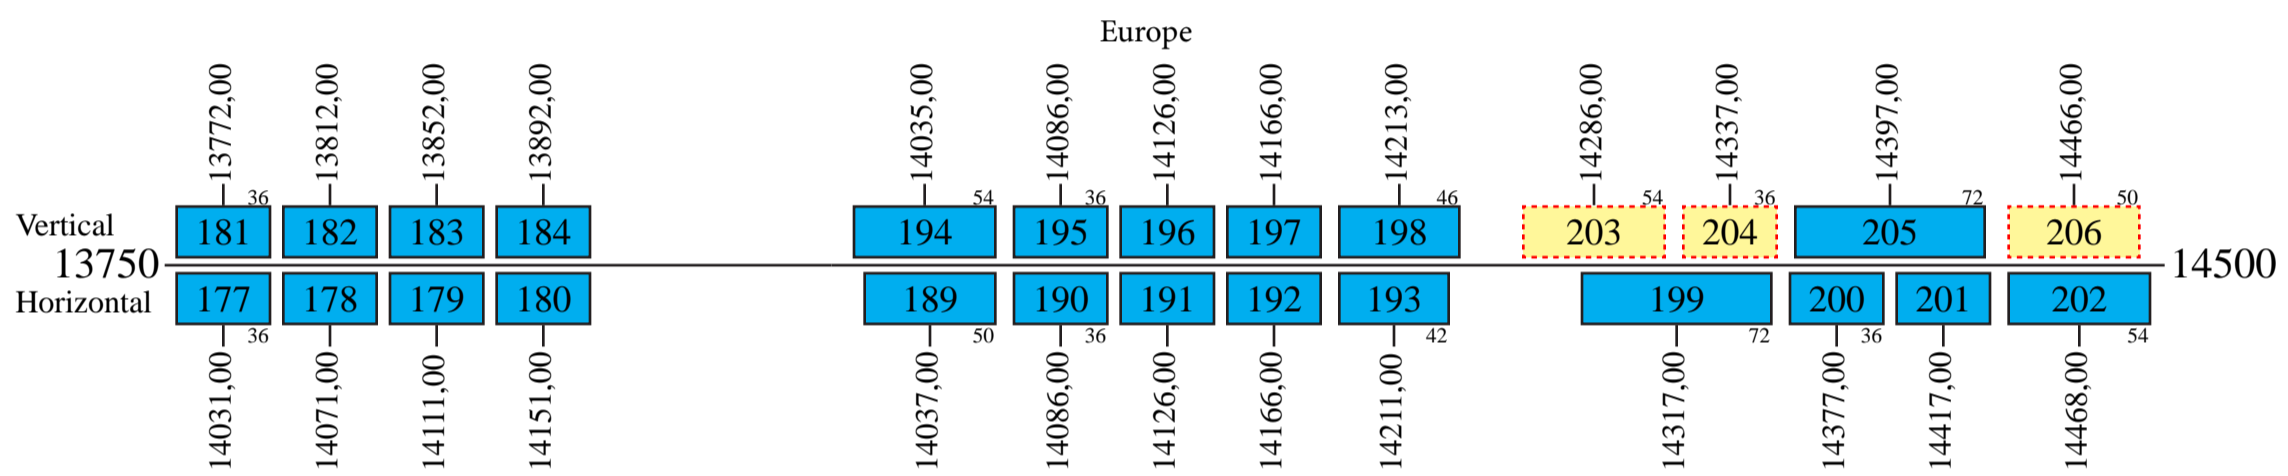 Europe
13772,00 13812,00 13852,00 13892,00 14035,00 14086,00 14126,00 14166,00 14213,00 14286,00 14337,00 14397,00 14466,00
36 54 36 46 54 36 72 50
Vertical 181 182 183 184 194 195 196 197 198 203 204 205 206
13750 14500
Horizontal 177 178 179 180 189 190 191 192 193 199 200 201 202
36 50 36 42 72 36 54
14031,00 14071,00 14111,00 14151,00 14037,00 14086,00 14126,00 14166,00 14211,00 14317,00 14377,00 14417,00 14468,00